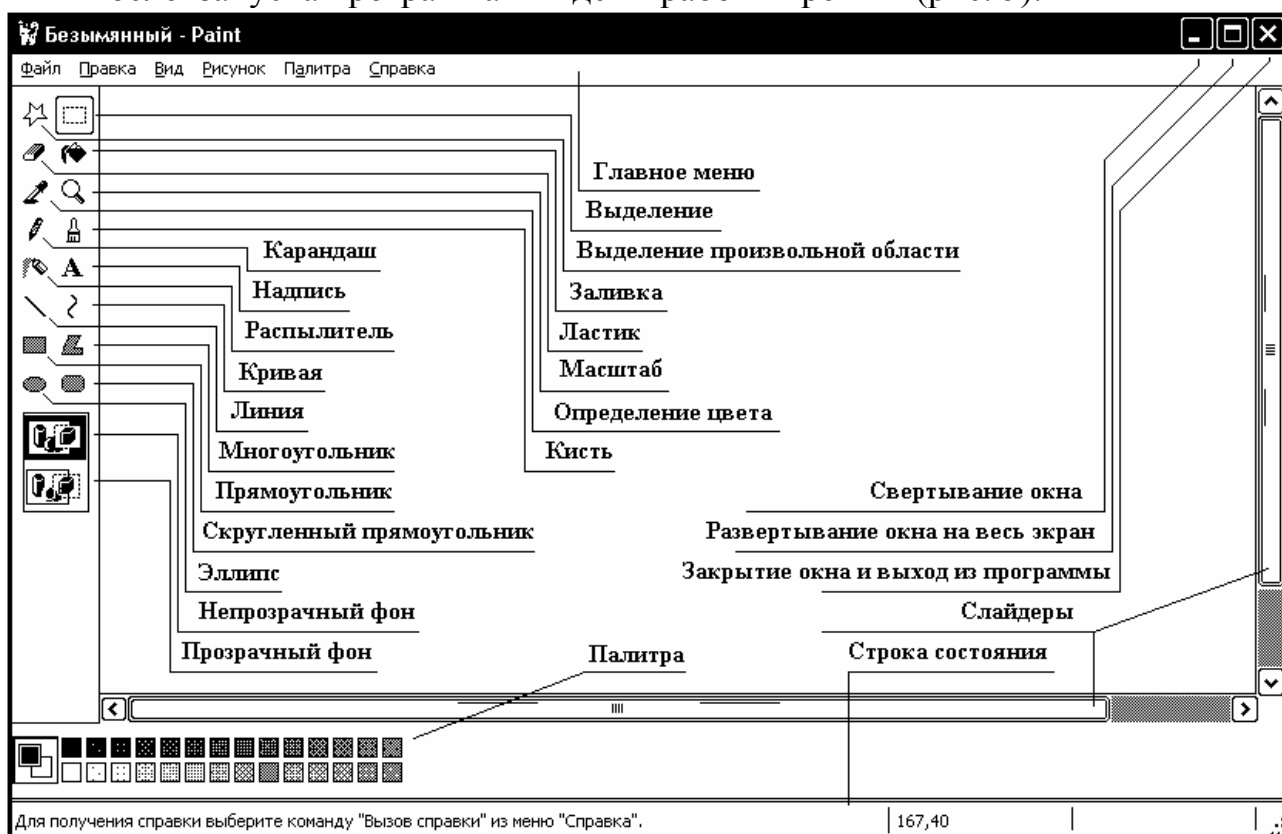 Безымянный - Paint
Файл Правка Вид Рисунок Палитра Справка
Главное меню
Выделение
Карандаш
Выделение произвольной области
Надпись
Заливка
Распылитель
Ластик
Кривая
Масштаб
Линия
Определение цвета
Многоугольник
Кисть
Прямоугольник
Свертывание окна
Скругленный прямоугольник
Развертывание окна на весь экран
Эллипс
Закрытие окна и выход из программы
Непрозрачный фон
Слайдеры
Прозрачный фон
Палитра
Строка состояния
Для получения справки выберите команду "Вызов справки" из меню "Справка".
167,40